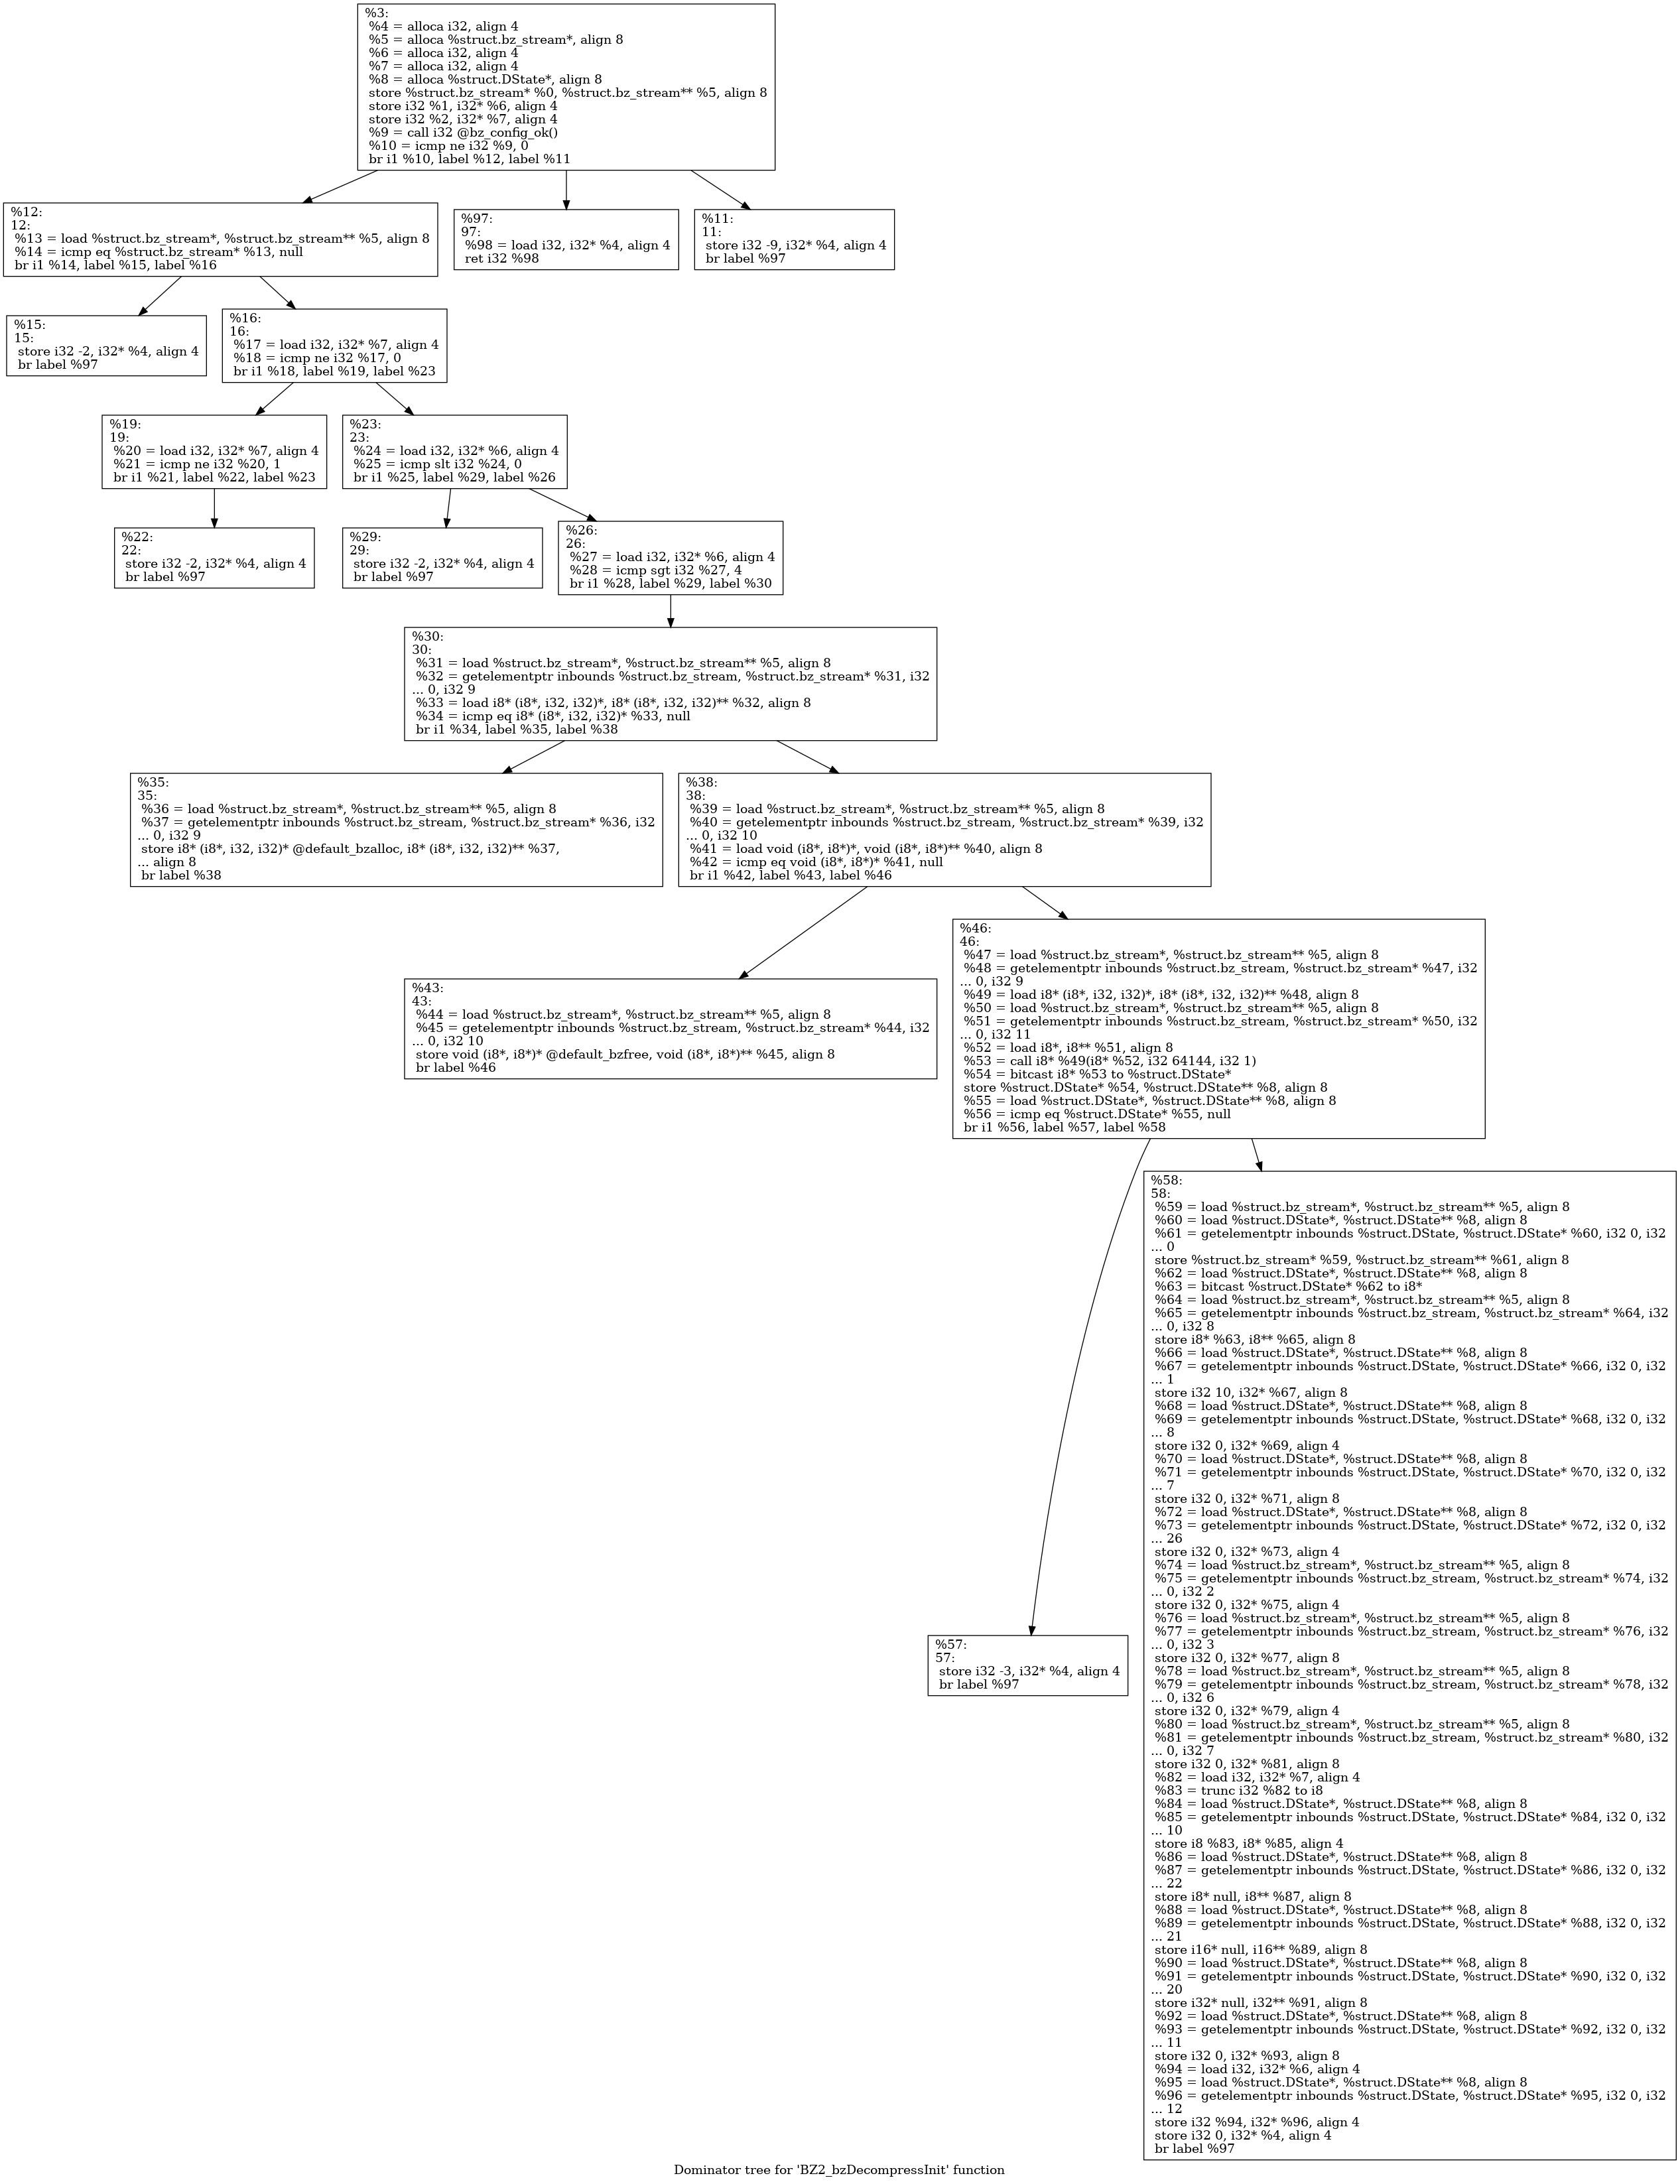 %3:
%4 = alloca i32, align 4
%5 = alloca %struct.bz_stream*, align 8
%6 = alloca i32, align 4
%7 = alloca i32, align 4
%8 = alloca %struct.DState*, align 8
store %struct.bz_stream* %0, %struct.bz_stream** %5, align 8
store i32 %1, i32* %6, align 4
store i32 %2, i32* %7, align 4
%9 = call i32 @bz_config_ok()
%10 = icmp ne i32 %9, 0
br i1 %10, label %12, label %11
%12:
12:
%13 = load %struct.bz_stream*, %struct.bz_stream** %5, align 8
%14 = icmp eq %struct.bz_stream* %13, null
br i1 %14, label %15, label %16
%97:
97:
%98 = load i32, i32* %4, align 4
ret i32 %98
%11:
11:
store i32 -9, i32* %4, align 4
br label %97
%15:
15:
store i32 -2, i32* %4, align 4
br label %97
%16:
16:
%17 = load i32, i32* %7, align 4
%18 = icmp ne i32 %17, 0
br i1 %18, label %19, label %23
%19:
19:
%20 = load i32, i32* %7, align 4
%21 = icmp ne i32 %20, 1
br i1 %21, label %22, label %23
%23:
23:
%24 = load i32, i32* %6, align 4
%25 = icmp slt i32 %24, 0
br i1 %25, label %29, label %26
%22:
22:
store i32 -2, i32* %4, align 4
br label %97
%29:
29:
store i32 -2, i32* %4, align 4
br label %97
%26:
26:
%27 = load i32, i32* %6, align 4
%28 = icmp sgt i32 %27, 4
br i1 %28, label %29, label %30
%30:
30:
%31 = load %struct.bz_stream*, %struct.bz_stream** %5, align 8
%32 = getelementptr inbounds %struct.bz_stream, %struct.bz_stream* %31, i32
... 0, i32 9
%33 = load i8* (i8*, i32, i32)*, i8* (i8*, i32, i32)** %32, align 8
%34 = icmp eq i8* (i8*, i32, i32)* %33, null
br i1 %34, label %35, label %38
%35:
35:
%36 = load %struct.bz_stream*, %struct.bz_stream** %5, align 8
%37 = getelementptr inbounds %struct.bz_stream, %struct.bz_stream* %36, i32
... 0, i32 9
store i8* (i8*, i32, i32)* @default_bzalloc, i8* (i8*, i32, i32)** %37,
... align 8
br label %38
%38:
38:
%39 = load %struct.bz_stream*, %struct.bz_stream** %5, align 8
%40 = getelementptr inbounds %struct.bz_stream, %struct.bz_stream* %39, i32
... 0, i32 10
%41 = load void (i8*, i8*)*, void (i8*, i8*)** %40, align 8
%42 = icmp eq void (i8*, i8*)* %41, null
br i1 %42, label %43, label %46
%43:
43:
%44 = load %struct.bz_stream*, %struct.bz_stream** %5, align 8
%45 = getelementptr inbounds %struct.bz_stream, %struct.bz_stream* %44, i32
... 0, i32 10
store void (i8*, i8*)* @default_bzfree, void (i8*, i8*)** %45, align 8
br label %46
%46:
46:
%47 = load %struct.bz_stream*, %struct.bz_stream** %5, align 8
%48 = getelementptr inbounds %struct.bz_stream, %struct.bz_stream* %47, i32
... 0, i32 9
%49 = load i8* (i8*, i32, i32)*, i8* (i8*, i32, i32)** %48, align 8
%50 = load %struct.bz_stream*, %struct.bz_stream** %5, align 8
%51 = getelementptr inbounds %struct.bz_stream, %struct.bz_stream* %50, i32
... 0, i32 11
%52 = load i8*, i8** %51, align 8
%53 = call i8* %49(i8* %52, i32 64144, i32 1)
%54 = bitcast i8* %53 to %struct.DState*
store %struct.DState* %54, %struct.DState** %8, align 8
%55 = load %struct.DState*, %struct.DState** %8, align 8
%56 = icmp eq %struct.DState* %55, null
br i1 %56, label %57, label %58
%57:
57:
store i32 -3, i32* %4, align 4
br label %97
%58:
58:
%59 = load %struct.bz_stream*, %struct.bz_stream** %5, align 8
%60 = load %struct.DState*, %struct.DState** %8, align 8
%61 = getelementptr inbounds %struct.DState, %struct.DState* %60, i32 0, i32
... 0
store %struct.bz_stream* %59, %struct.bz_stream** %61, align 8
%62 = load %struct.DState*, %struct.DState** %8, align 8
%63 = bitcast %struct.DState* %62 to i8*
%64 = load %struct.bz_stream*, %struct.bz_stream** %5, align 8
%65 = getelementptr inbounds %struct.bz_stream, %struct.bz_stream* %64, i32
... 0, i32 8
store i8* %63, i8** %65, align 8
%66 = load %struct.DState*, %struct.DState** %8, align 8
%67 = getelementptr inbounds %struct.DState, %struct.DState* %66, i32 0, i32
... 1
store i32 10, i32* %67, align 8
%68 = load %struct.DState*, %struct.DState** %8, align 8
%69 = getelementptr inbounds %struct.DState, %struct.DState* %68, i32 0, i32
... 8
store i32 0, i32* %69, align 4
%70 = load %struct.DState*, %struct.DState** %8, align 8
%71 = getelementptr inbounds %struct.DState, %struct.DState* %70, i32 0, i32
... 7
store i32 0, i32* %71, align 8
%72 = load %struct.DState*, %struct.DState** %8, align 8
%73 = getelementptr inbounds %struct.DState, %struct.DState* %72, i32 0, i32
... 26
store i32 0, i32* %73, align 4
%74 = load %struct.bz_stream*, %struct.bz_stream** %5, align 8
%75 = getelementptr inbounds %struct.bz_stream, %struct.bz_stream* %74, i32
... 0, i32 2
store i32 0, i32* %75, align 4
%76 = load %struct.bz_stream*, %struct.bz_stream** %5, align 8
%77 = getelementptr inbounds %struct.bz_stream, %struct.bz_stream* %76, i32
... 0, i32 3
store i32 0, i32* %77, align 8
%78 = load %struct.bz_stream*, %struct.bz_stream** %5, align 8
%79 = getelementptr inbounds %struct.bz_stream, %struct.bz_stream* %78, i32
... 0, i32 6
store i32 0, i32* %79, align 4
%80 = load %struct.bz_stream*, %struct.bz_stream** %5, align 8
%81 = getelementptr inbounds %struct.bz_stream, %struct.bz_stream* %80, i32
... 0, i32 7
store i32 0, i32* %81, align 8
%82 = load i32, i32* %7, align 4
%83 = trunc i32 %82 to i8
%84 = load %struct.DState*, %struct.DState** %8, align 8
%85 = getelementptr inbounds %struct.DState, %struct.DState* %84, i32 0, i32
... 10
store i8 %83, i8* %85, align 4
%86 = load %struct.DState*, %struct.DState** %8, align 8
%87 = getelementptr inbounds %struct.DState, %struct.DState* %86, i32 0, i32
... 22
store i8* null, i8** %87, align 8
%88 = load %struct.DState*, %struct.DState** %8, align 8
%89 = getelementptr inbounds %struct.DState, %struct.DState* %88, i32 0, i32
... 21
store i16* null, i16** %89, align 8
%90 = load %struct.DState*, %struct.DState** %8, align 8
%91 = getelementptr inbounds %struct.DState, %struct.DState* %90, i32 0, i32
... 20
store i32* null, i32** %91, align 8
%92 = load %struct.DState*, %struct.DState** %8, align 8
%93 = getelementptr inbounds %struct.DState, %struct.DState* %92, i32 0, i32
... 11
store i32 0, i32* %93, align 8
%94 = load i32, i32* %6, align 4
%95 = load %struct.DState*, %struct.DState** %8, align 8
%96 = getelementptr inbounds %struct.DState, %struct.DState* %95, i32 0, i32
... 12
store i32 %94, i32* %96, align 4
store i32 0, i32* %4, align 4
br label %97
Dominator tree for 'BZ2_bzDecompressInit' function